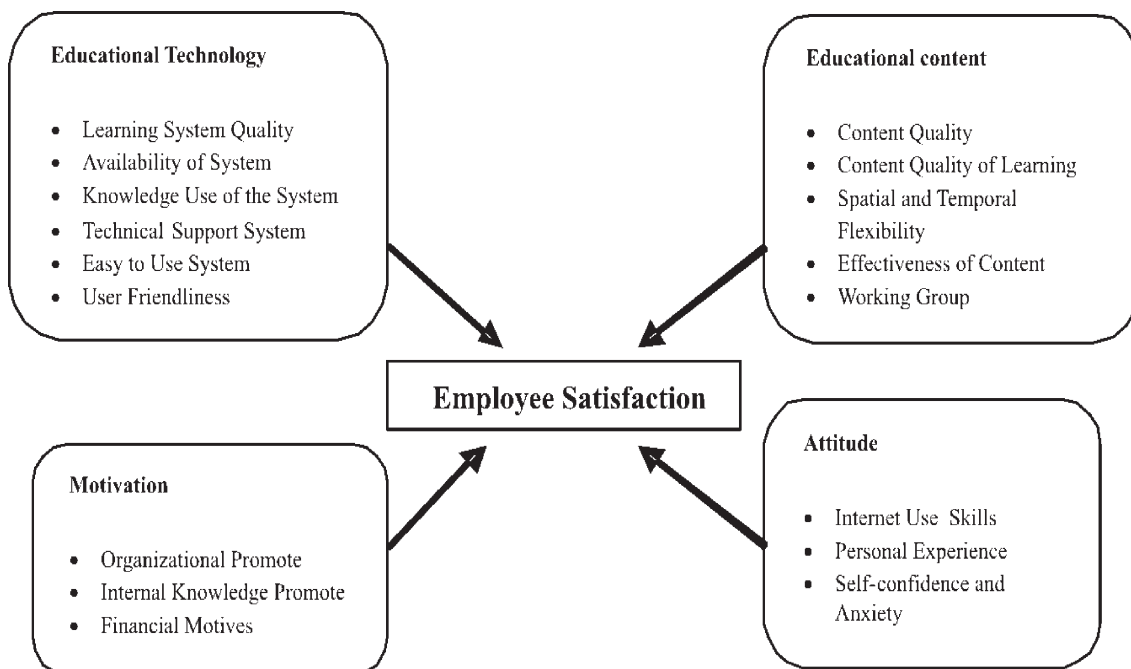 Educational Technology
• Learning System Quality
• Availability of System
• Knowledge Use of the System
• Technical Support System
• Easy to Use System
• User Friendliness
Educational content
• Content Quality
• Content Quality of Learning
• Spatial and Temporal
Flexibility
• Effectiveness of Content
• Working Group
Employee Satisfaction
Motivation
• Organizational Promote
• Internal Knowledge Promote
• Financial Motives
Attitude
• Internet Use Skills
• Personal Experience
• Self-confidence and
Anxiety